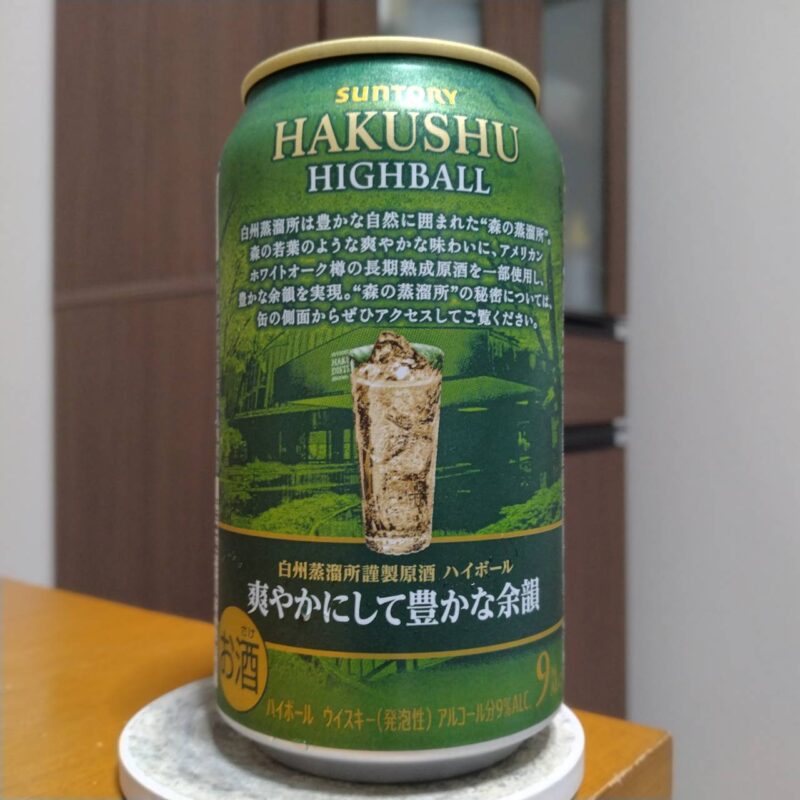 SUNTORY
HAKUSHU
HIGHBALL
白州蒸溜所は豊かな自然に囲まれた“森の蒸溜所”。
森の若葉のような爽やかな味わいに、アメリカン
ホワイトオーク樽の長期熟成原酒を一部使用し、
豊かな余韻を実現。“森の蒸溜所”の秘密については、
缶の側面からぜひアクセスしてご覧ください。
白州蒸溜所謹製原酒 ハイボール
爽やかにして豊かな余韻
さけ
お酒
ハイボール ウイスキー(発泡性) アルコール分9%ALC.
9